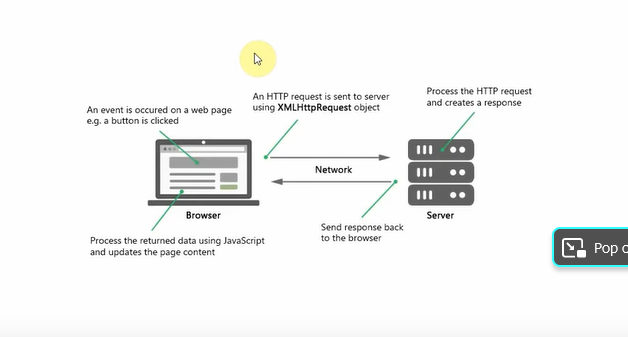 An HTTP request is sent to server
using XMLHttpRequest object
Process the HTTP request
and creates a response
An event is occured on a web page
e.g. a button is clicked
Network
Browser
Server
Send response back
to the browser
Process the returned data using JavaScript
and updates the page content
Pop o